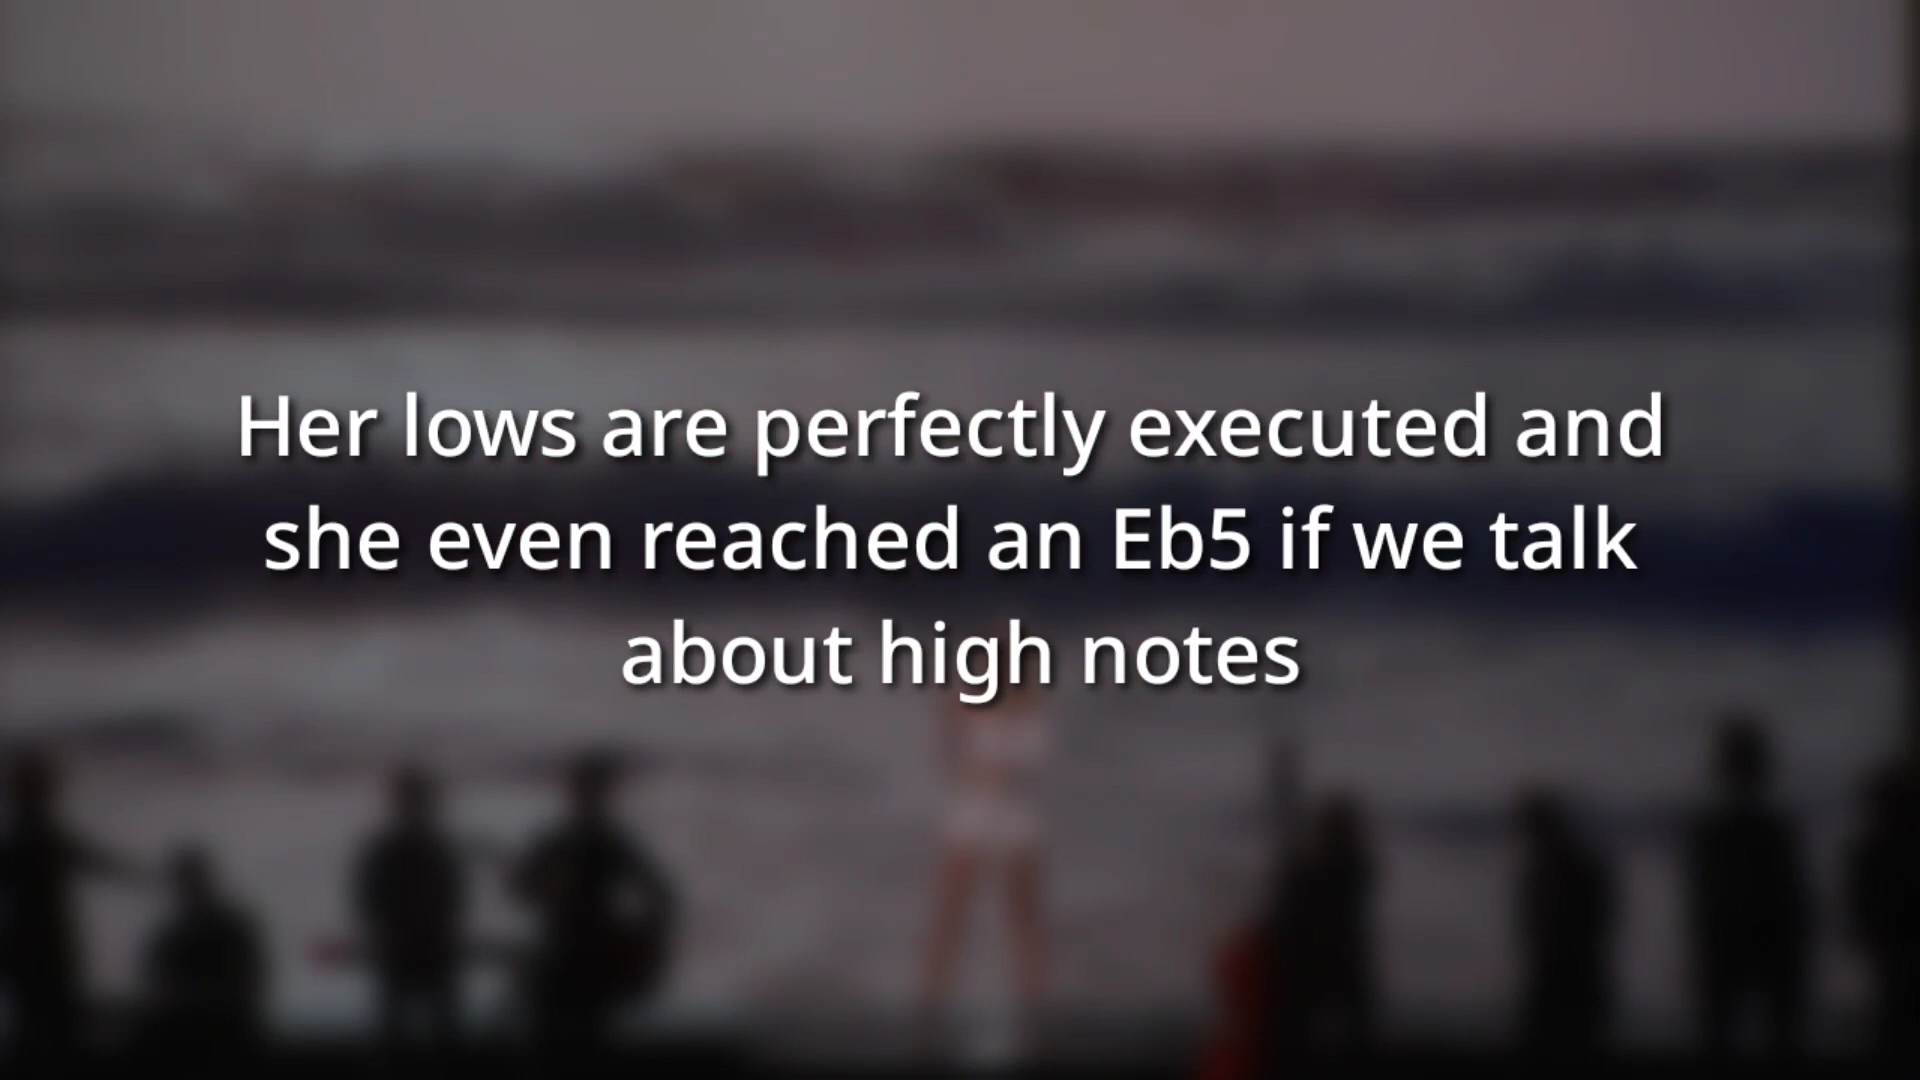 Her lows are perfectly executed and
she even reached an Eb5 if we talk
about high notes